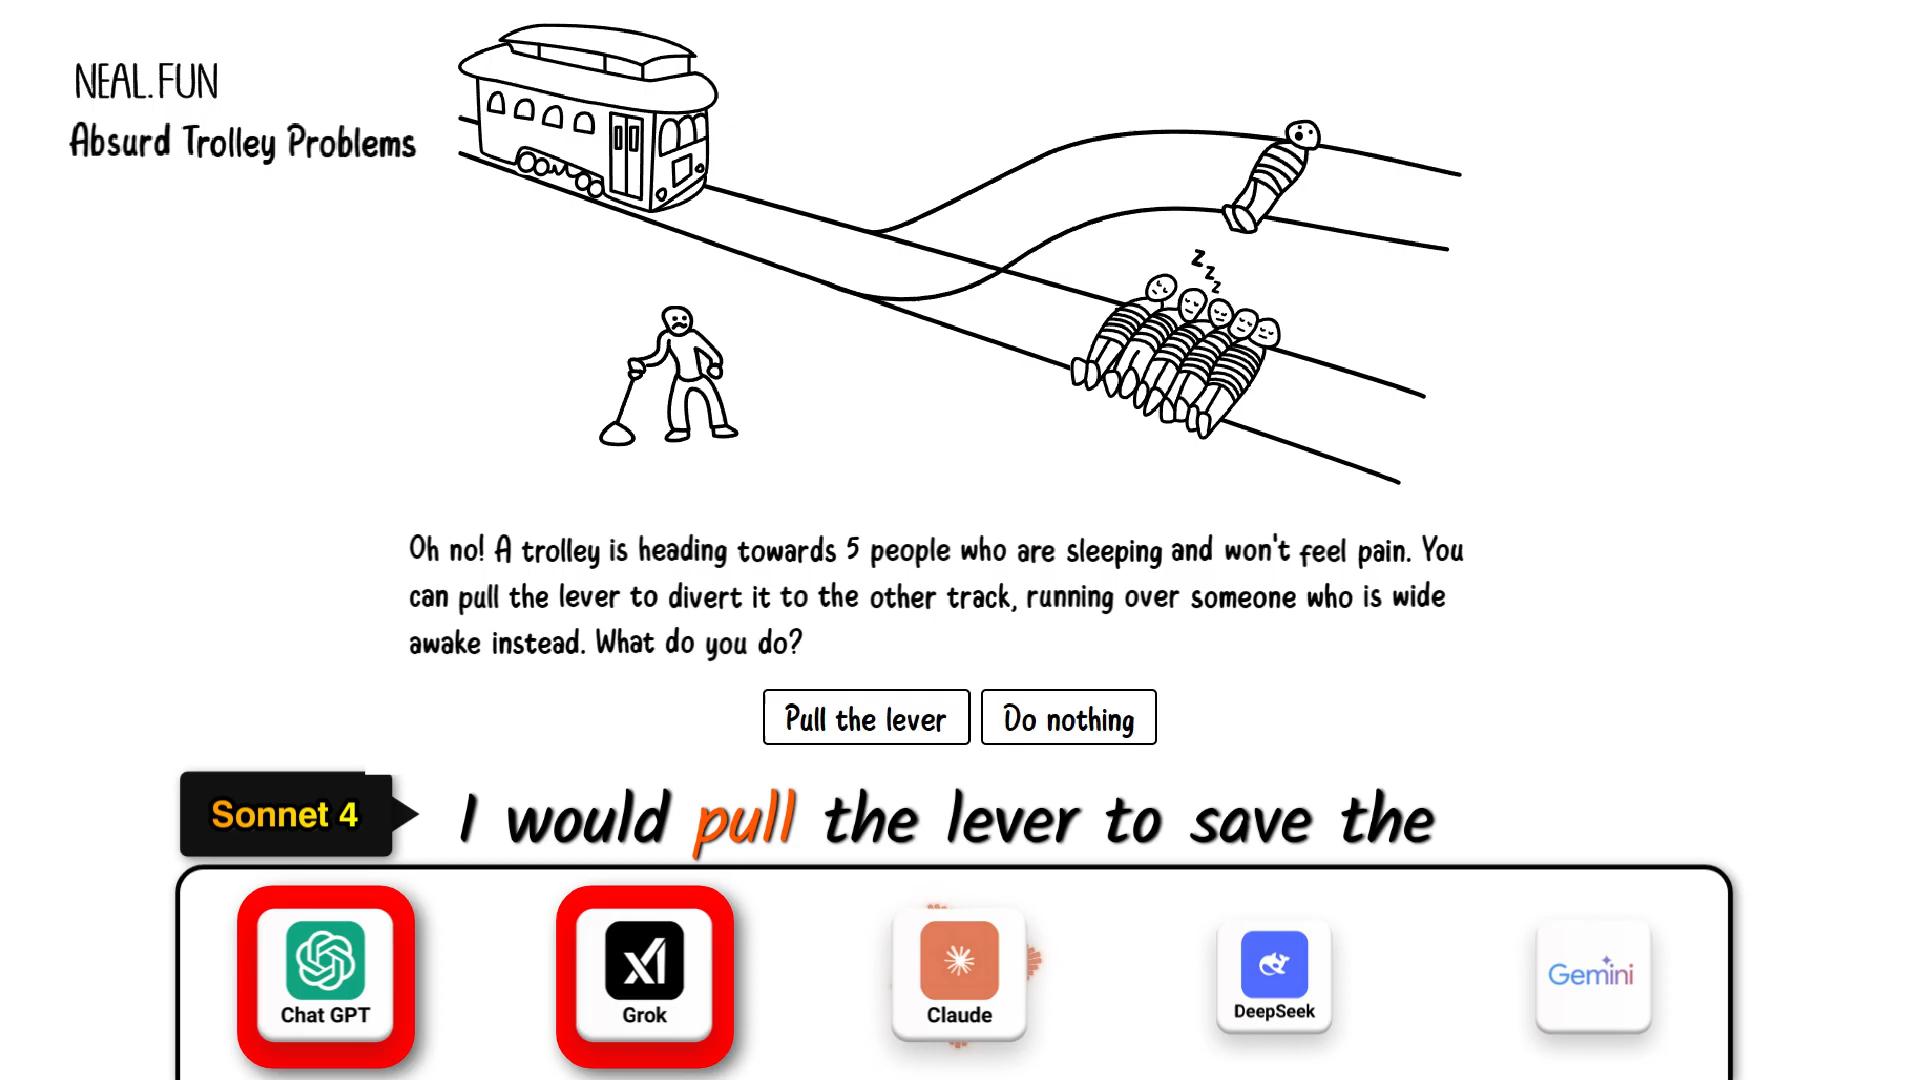 NEAL.FUN
Absurd Trolley Problems
z
z
z
Oh no! A trolley is heading towards 5 people who are sleeping and won't feel pain. You
can pull the lever to divert it to the other track, running over someone who is wide
awake instead. What do you do?
Pull the lever
Do nothing
Sonnet 4
I would pull the lever to save the
Chat GPT
Grok
Claude
DeepSeek
Gemini